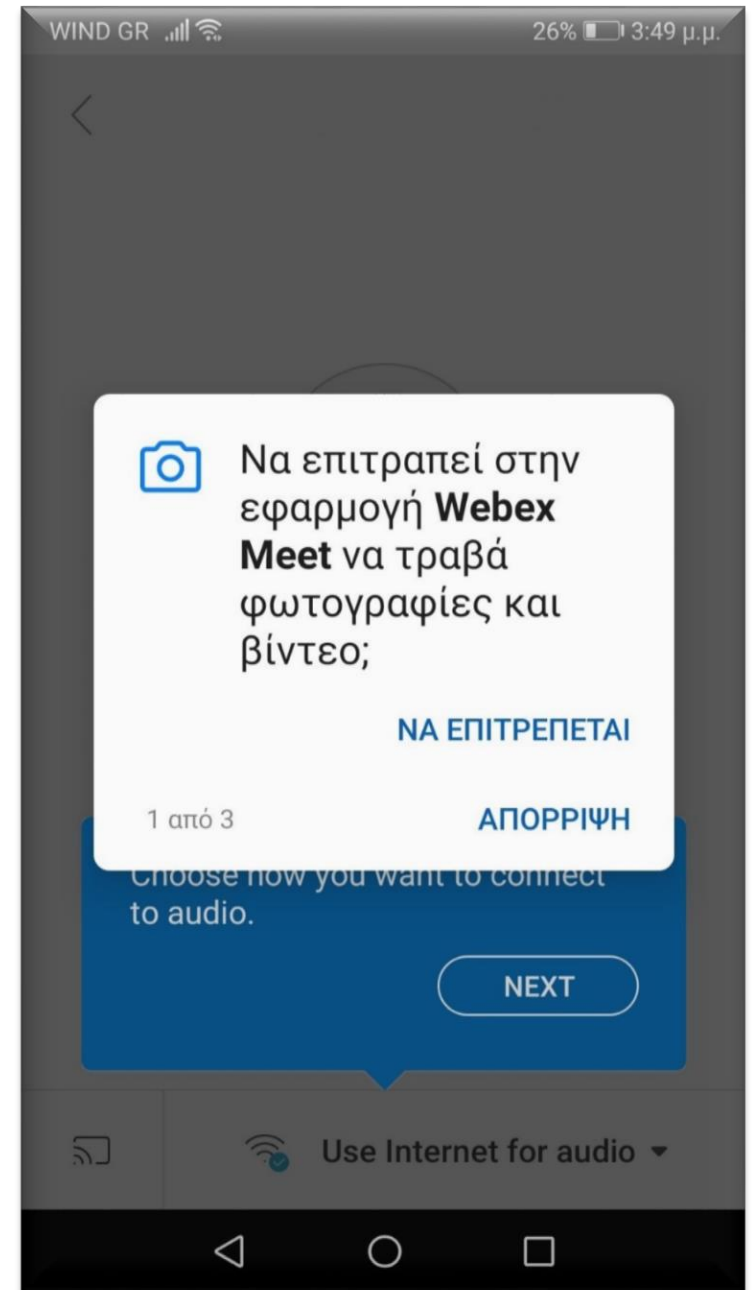 WIND GR 26% 3:49 μ.μ.
Να επιτραπεί στην
εφαρμογή Webex
Meet να τραβά
φωτογραφίες και
βίντεο;
ΝΑ ΕΠΙΤΡΕΠΕΤΑΙ
1 από 3 ΑΠΟΡΡΙΨΗ
Choose how you want to connect
to audio.
NEXT
Use Internet for audio